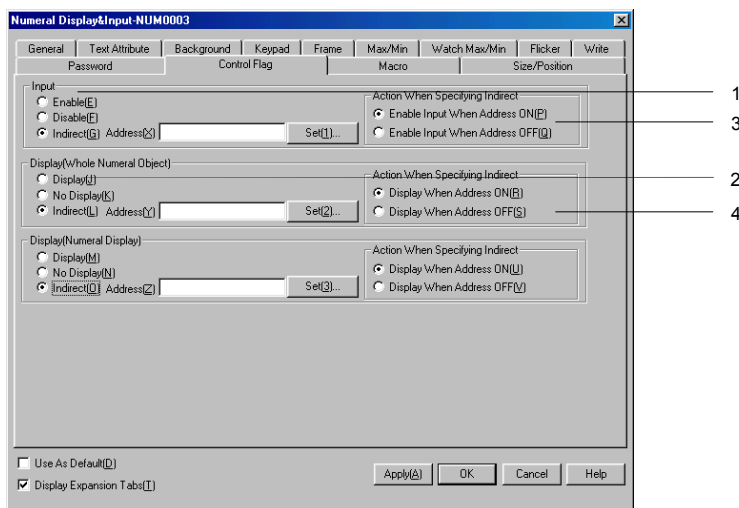 Numeral Display&Input-NUM0003
General Text Attribute Background Keypad Frame Max/Min Watch Max/Min Flicker Write
Password Control Flag Macro Size/Position
Input
Enable[E]
Disable[F]
Indirect[G] Address[X] Set[1]...
Action When Specifying Indirect
Enable Input When Address ON[P]
Enable Input When Address OFF[Q]
1
3
Display(Whole Numeral Object)
Display[J]
No Display[K]
Indirect[L] Address[Y] Set[2]...
Action When Specifying Indirect
Display When Address ON[R]
Display When Address OFF[S]
2
4
Display(Numeral Display)
Display[M]
No Display[N]
Indirect[O] Address[Z] Set[3]...
Action When Specifying Indirect
Display When Address ON[U]
Display When Address OFF[V]
Use As Default[D]
Display Expansion Tabs[T]
Apply[A] OK Cancel Help